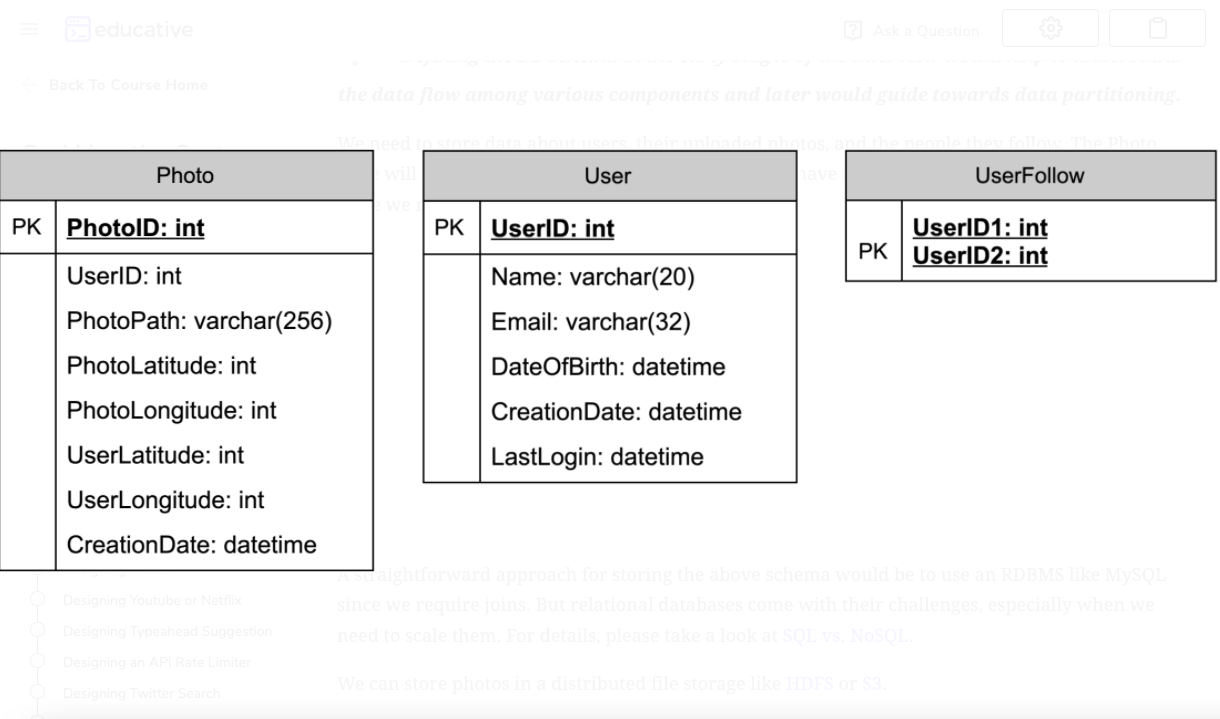 educative
Ask a Question
Back To Course Home
the data flow among various components and later would guide towards data partitioning.
We need to store data about users, their uploaded photos, and the people they follow. The Photo
will
have
Photo
PK
PhotoID: int
UserID: int
PhotoPath: varchar(256)
PhotoLatitude: int
PhotoLongitude: int
UserLatitude: int
UserLongitude: int
CreationDate: datetime
User
PK
UserID: int
Name: varchar(20)
Email: varchar(32)
DateOfBirth: datetime
CreationDate: datetime
LastLogin: datetime
UserFollow
PK
UserID1: int
UserID2: int
Designing Youtube or Netflix
Designing Typeahead Suggestion
Designing an API Rate Limiter
Designing Twitter Search
A straightforward approach for storing the above schema would be to use an RDBMS like MySQL
since we require joins. But relational databases come with their challenges, especially when we
need to scale them. For details, please take a look at SQL vs. NoSQL.
We can store photos in a distributed file storage like HDFS or S3.